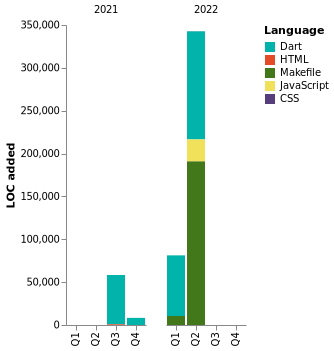 2021 2022
Language
Dart
HTML
Makefile
JavaScript
CSS
LOC added
350,000
300,000
250,000
200,000
150,000
100,000
50,000
0
Q1 Q2 Q3 Q4 Q1 Q2 Q3 Q4